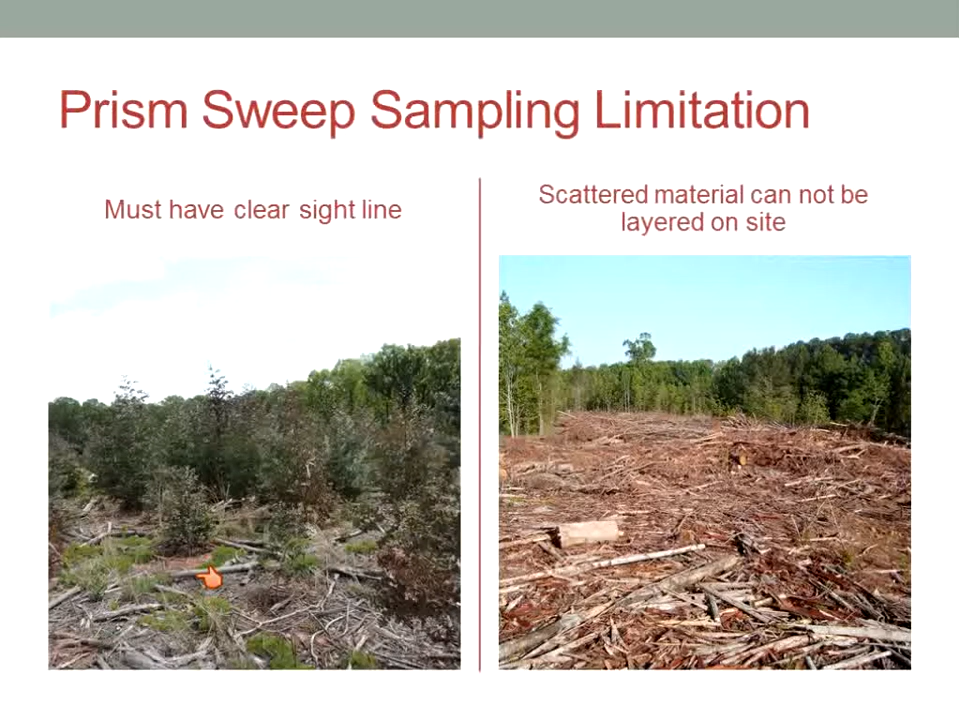 Prism Sweep Sampling Limitation
Must have clear sight line
Scattered material can not be
layered on site